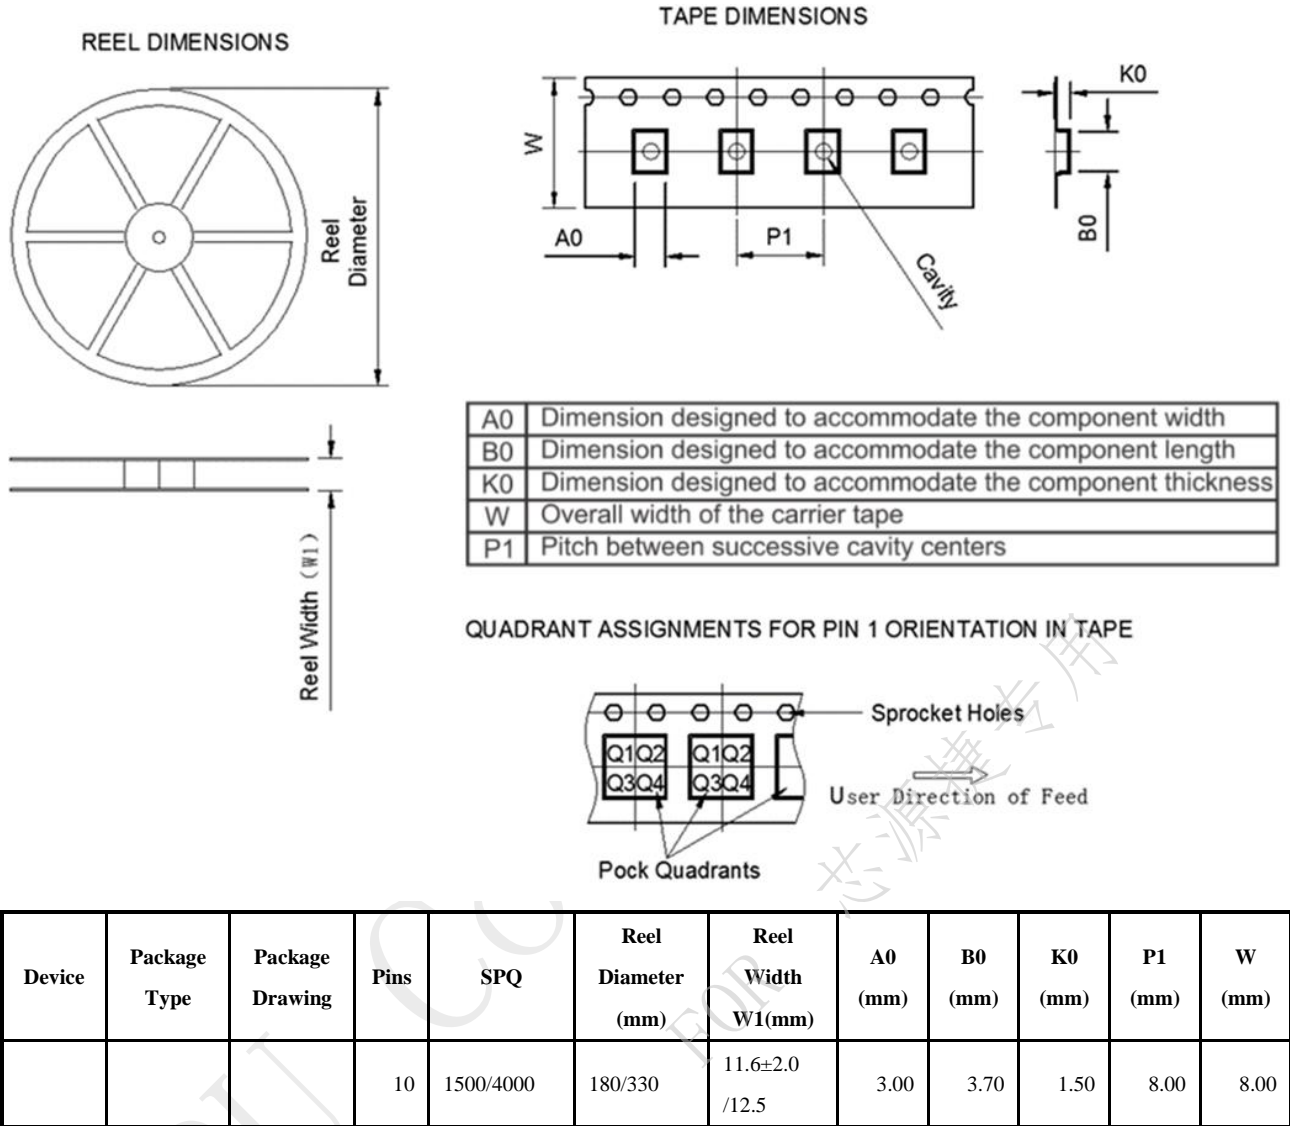 REEL DIMENSIONS
Reel
Diameter
Reel Width (W1)
TAPE DIMENSIONS
W
A0
P1
Cavity
K0
B0
A0 Dimension designed to accommodate the component width
B0 Dimension designed to accommodate the component length
K0 Dimension designed to accommodate the component thickness
W Overall width of the carrier tape
P1 Pitch between successive cavity centers
QUADRANT ASSIGNMENTS FOR PIN 1 ORIENTATION IN TAPE
Sprocket Holes
Q1 Q2 Q1 Q2
Q3 Q4 Q3 Q4
User Direction of Feed
Pock Quadrants
芯源捷专用
FOR
Device Package Type Package Drawing Pins SPQ Reel Diameter (mm) Reel Width W1(mm) A0 (mm) B0 (mm) K0 (mm) P1 (mm) W (mm)
10 1500/4000 180/330 11.6±2.0 /12.5 3.00 3.70 1.50 8.00 8.00